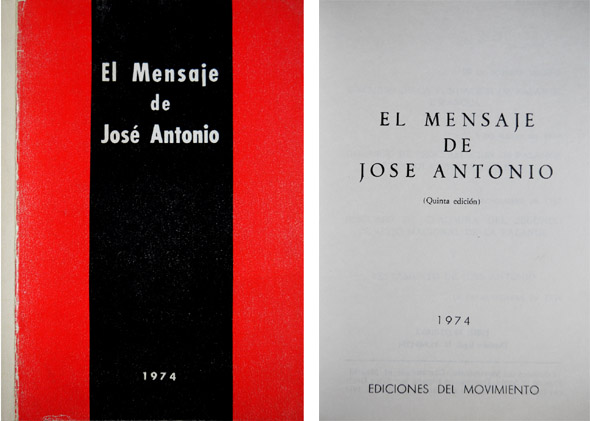 El Mensaje
de
José Antonio
1974
EL MENSAJE
DE
JOSE ANTONIO
(Quinta edición)
1974
EDICIONES DEL MOVIMIENTO